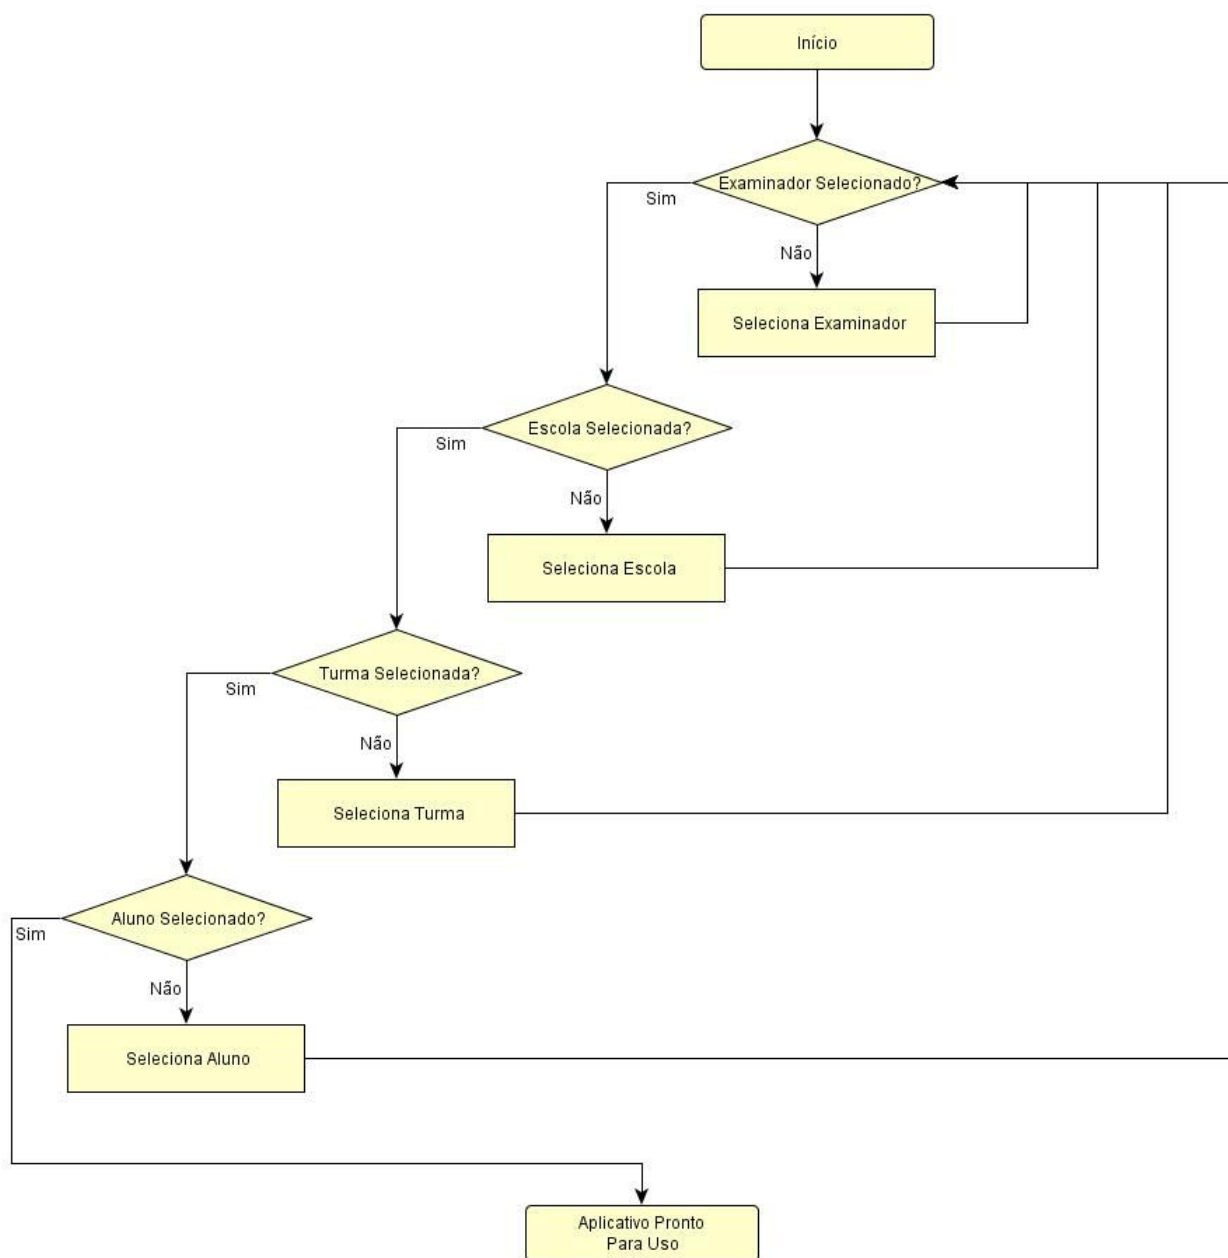 Início
Examinador Selecionado?
Sim
Não
Seleciona Examinador
Escola Selecionada?
Sim
Não
Seleciona Escola
Turma Selecionada?
Sim
Não
Seleciona Turma
Aluno Selecionado?
Sim
Não
Seleciona Aluno
Aplicativo Pronto
Para Uso